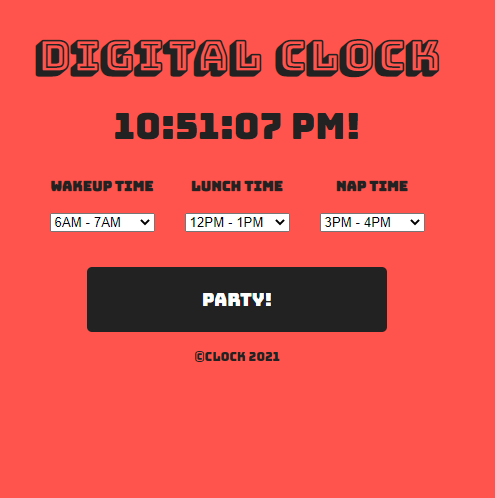 DIGITAL CLOCK
10:51:07 PM!
WAKEUP TIME LUNCH TIME NAP TIME
6AM - 7AM 12PM - 1PM 3PM - 4PM
PARTY!
©CLOCK 2021